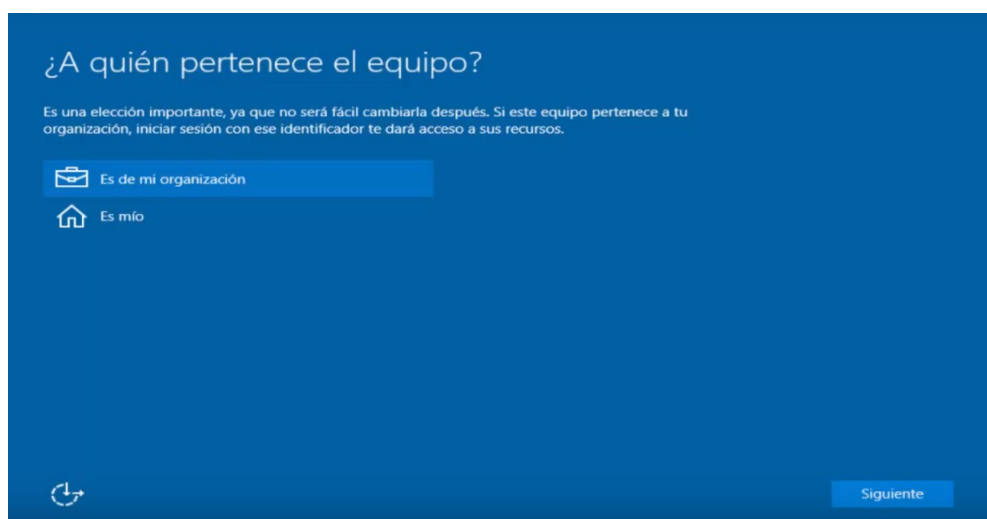 ¿A quién pertenece el equipo?
Es una elección importante, ya que no será fácil cambiarla después. Si este equipo pertenece a tu
organización, iniciar sesión con ese identificador te dará acceso a sus recursos.
Es de mi organización
Es mío
Siguiente